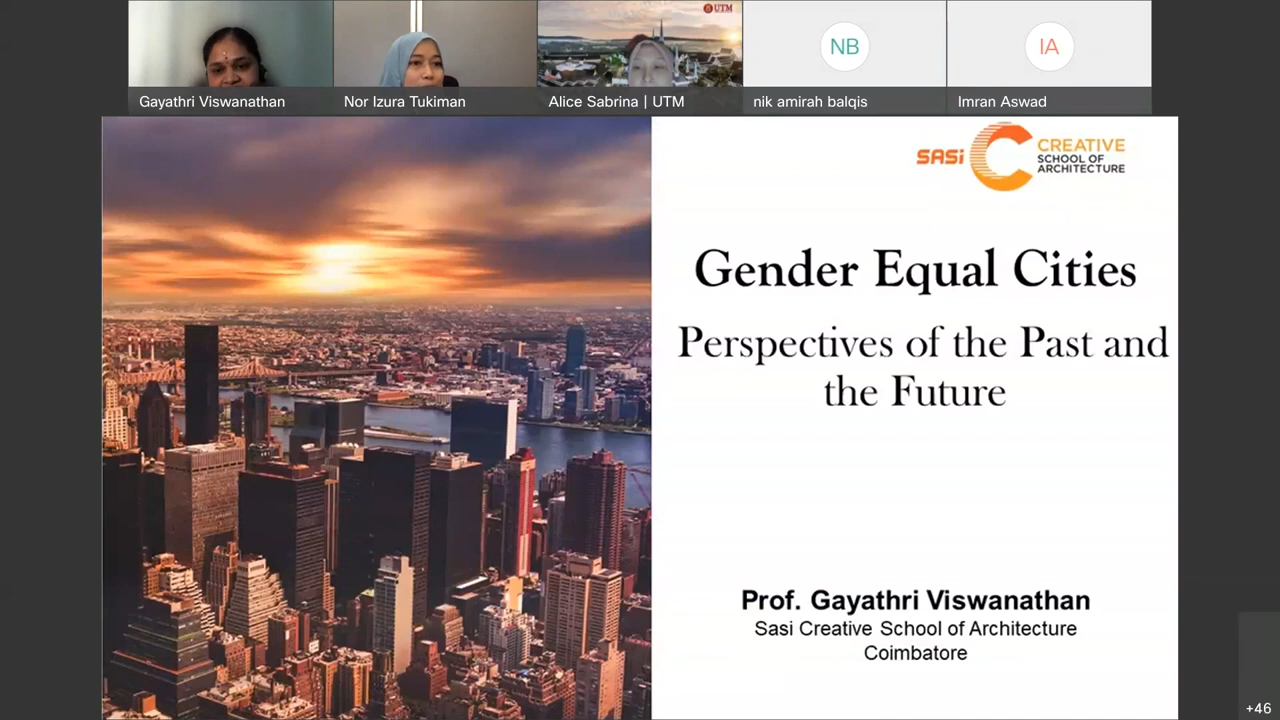 UTM
Gayathri Viswanathan
Nor Izura Tukiman
Alice Sabrina | UTM
NB
nik amirah balqis
IA
Imran Aswad
SASi
CREATIVE
SCHOOL OF
ARCHITECTURE
Gender Equal Cities
Perspectives of the Past and
the Future
Prof. Gayathri Viswanathan
Sasi Creative School of Architecture
Coimbatore
+46